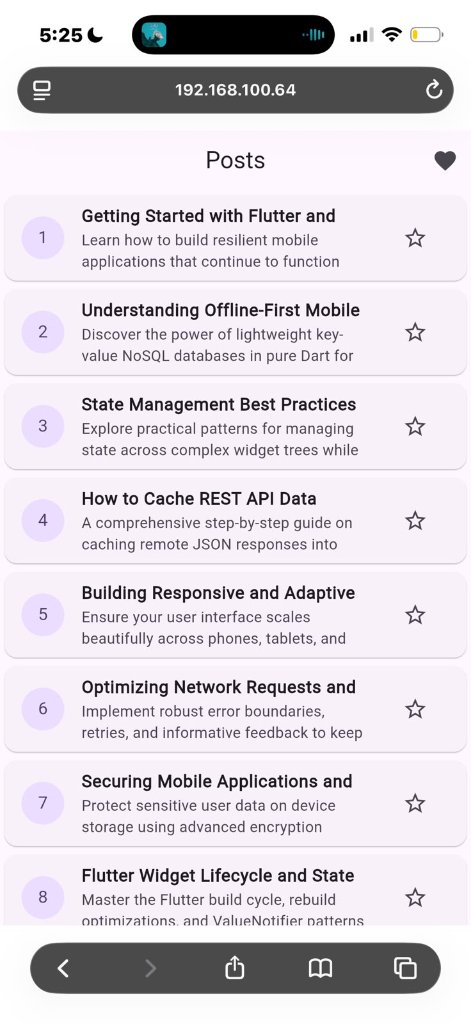 5:25
192.168.100.64
Posts
1
Getting Started with Flutter and
Learn how to build resilient mobile
applications that continue to function
2
Understanding Offline-First Mobile
Discover the power of lightweight key-
value NoSQL databases in pure Dart for
3
State Management Best Practices
Explore practical patterns for managing
state across complex widget trees while
4
How to Cache REST API Data
A comprehensive step-by-step guide on
caching remote JSON responses into
5
Building Responsive and Adaptive
Ensure your user interface scales
beautifully across phones, tablets, and
6
Optimizing Network Requests and
Implement robust error boundaries,
retries, and informative feedback to keep
7
Securing Mobile Applications and
Protect sensitive user data on device
storage using advanced encryption
8
Flutter Widget Lifecycle and State
Master the Flutter build cycle, rebuild
optimizations, and ValueNotifier patterns